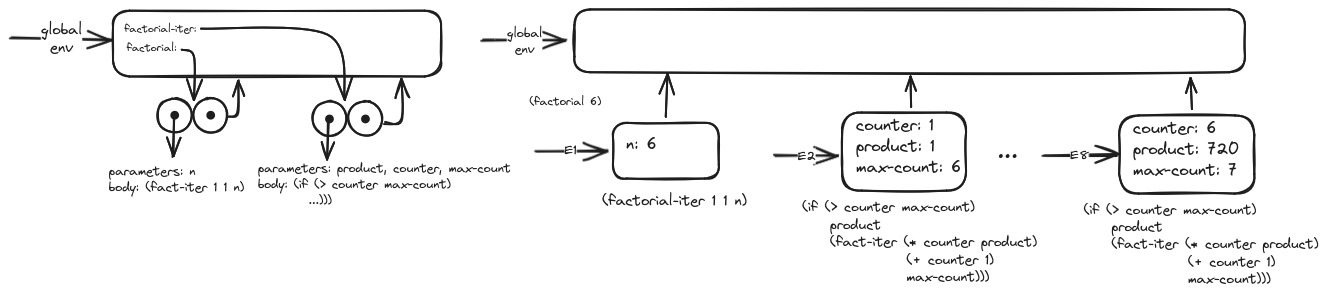 global
env
factorial-iter:
factorial:
parameters: n
body: (fact-iter 1 1 n)
parameters: product, counter, max-count
body: (if (> counter max-count)
...)))
global
env
(factorial 6)
E1
n: 6
(factorial-iter 1 1 n)
E2
counter: 1
product: 1
max-count: 6
(if (> counter max-count)
product
(fact-iter (* counter product)
(+ counter 1)
max-count)))
...
E8
counter: 6
product: 720
max-count: 7
(if (> counter max-count)
product
(fact-iter (* counter product)
(+ counter 1)
max-count)))